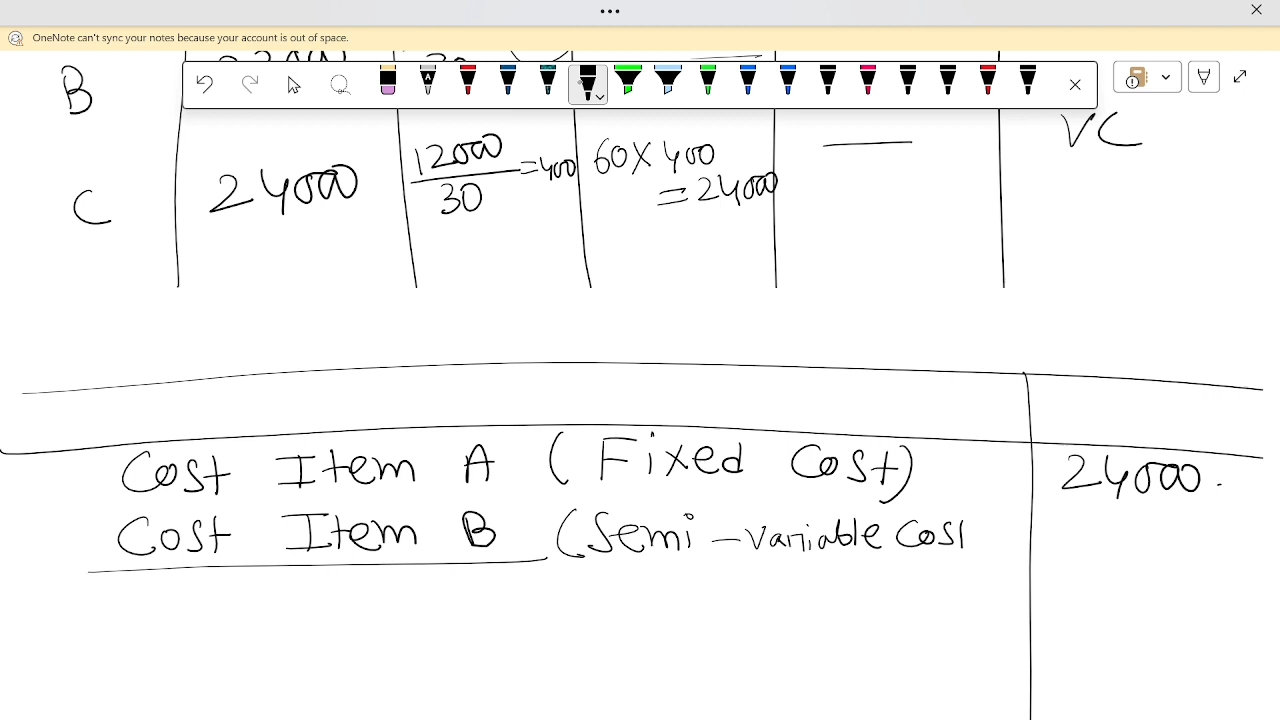 OneNote can't sync your notes because your account is out of space.
B
C
24000
12000
30
=400
60X400
=24000
VC
Cost Item A (Fixed Cost)
24000.
Cost Item B (Semi-variable Cost